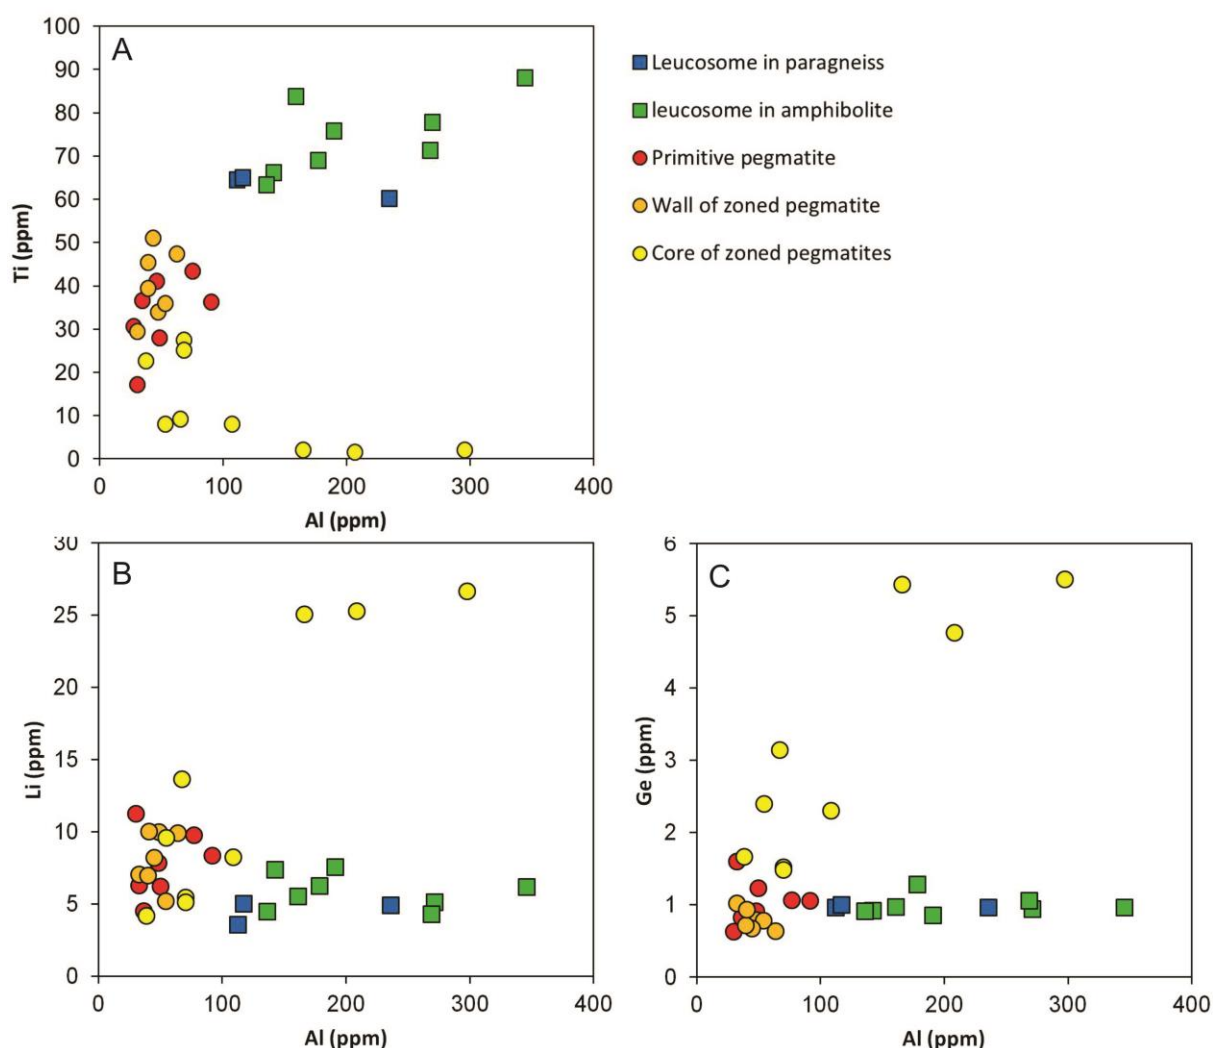 A
100
90
80
70
60
50
40
30
20
10
0
Ti (ppm)
0 100 200 300 400
Al (ppm)
Leucosome in paragneiss
leucosome in amphibolite
Primitive pegmatite
Wall of zoned pegmatite
Core of zoned pegmatites
B
30
25
20
15
10
5
0
Li (ppm)
0 100 200 300 400
Al (ppm)
C
6
5
4
3
2
1
0
Ge (ppm)
0 100 200 300 400
Al (ppm)